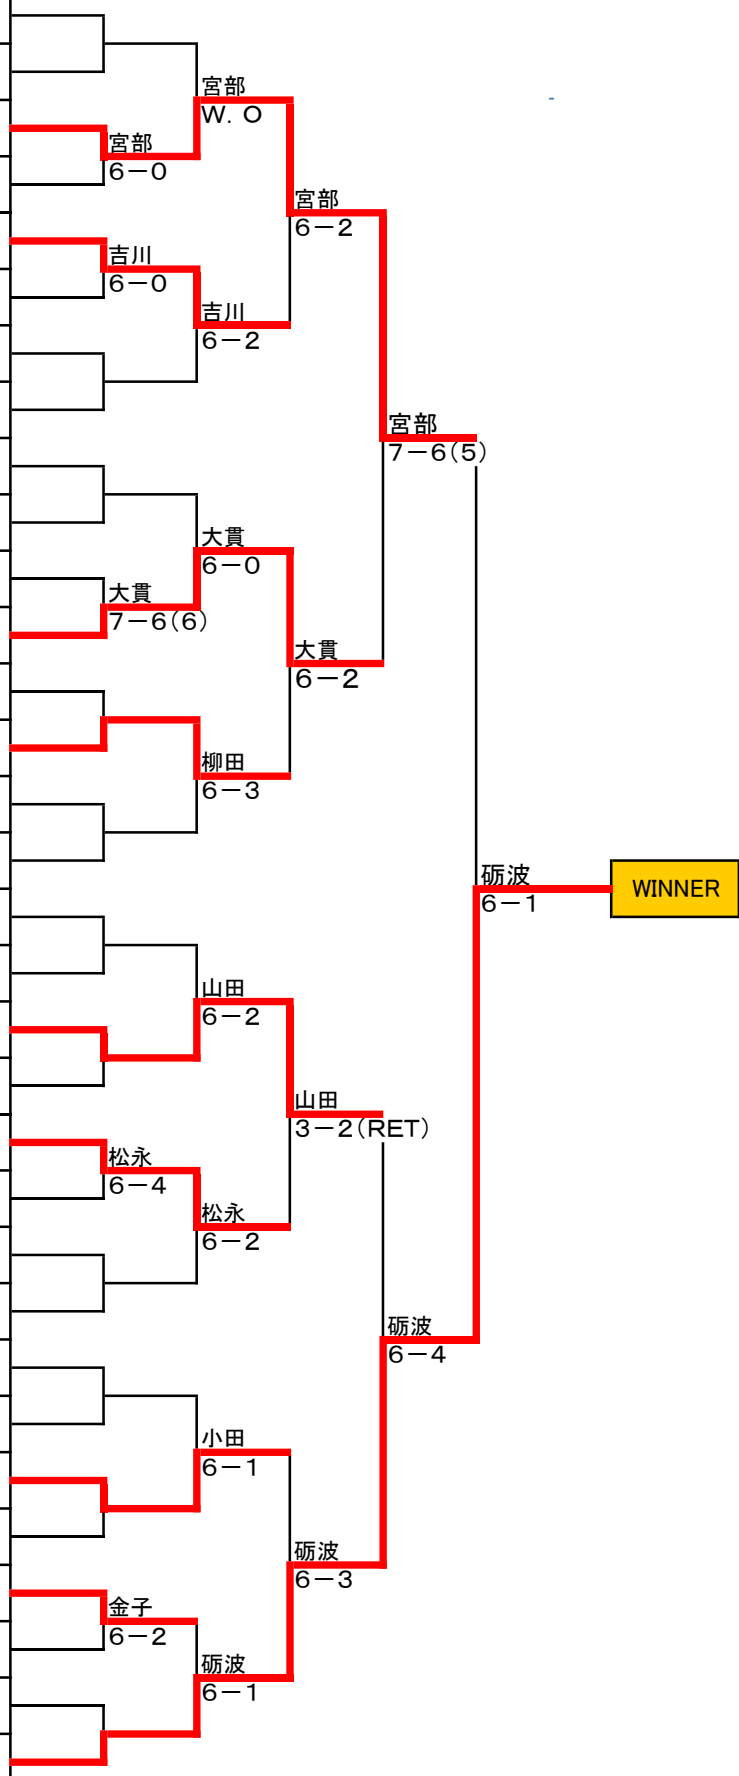 宮部
W.O
宮部
6-0
宮部
6-2
吉川
6-0
吉川
6-2
宮部
7-6(5)
大貫
6-0
大貫
7-6(6)
大貫
6-2
柳田
6-3
砺波
6-1
WINNER
山田
6-2
山田
3-2(RET)
松永
6-4
松永
6-2
砺波
6-4
小田
6-1
砺波
6-3
金子
6-2
砺波
6-1